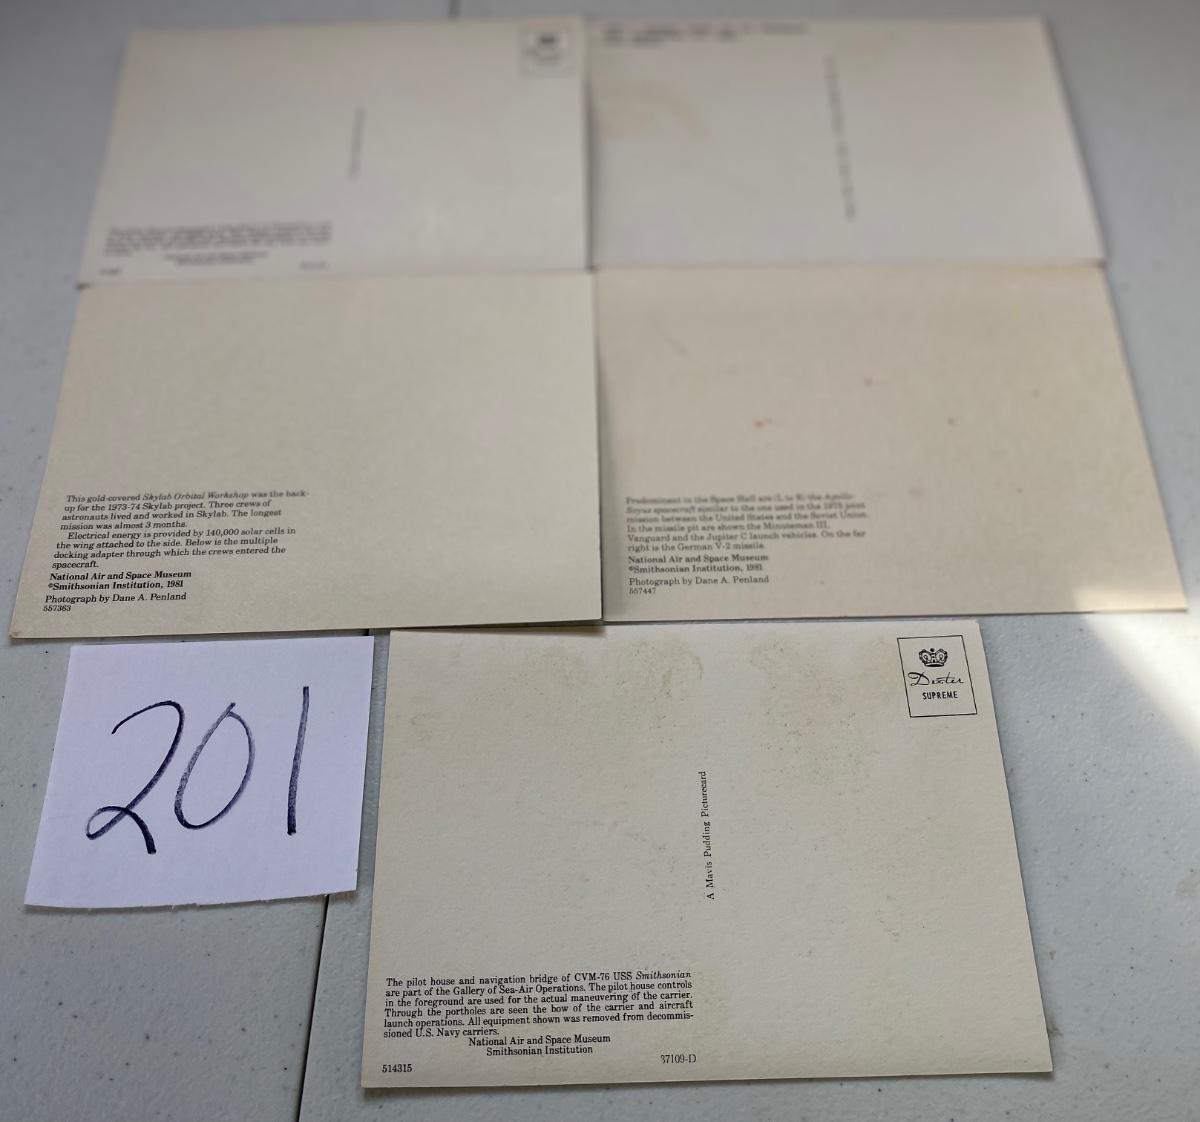 This gold-covered Skylab Orbital Workshop was the back-
up for the 1973-74 Skylab project. Three crews of
astronauts lived and worked in Skylab. The longest
mission was almost 3 months.
Electrical energy is provided by 140,000 solar cells in
the wing attached to the side. Below is the multiple
docking adapter through which the crews entered the
spacecraft.
National Air and Space Museum
©Smithsonian Institution, 1981
Photograph by Dane A. Penland
557363
Predominant in the Space Hall are (L to R) the Apollo-
Soyuz spacecraft similar to the one used in the 1975 joint
mission between the United States and the Soviet Union.
In the missile pit are shown the Minuteman III,
Vanguard and the Jupiter C launch vehicles. On the far
right is the German V-2 missile.
National Air and Space Museum
©Smithsonian Institution, 1981
Photograph by Dane A. Penland
557447
201
Dexter
SUPREME
A Mavis Pudding Picturecard
The pilot house and navigation bridge of CVM-76 USS Smithsonian
are part of the Gallery of Sea-Air Operations. The pilot house controls
in the foreground are used for the actual maneuvering of the carrier.
Through the portholes are seen the bow of the carrier and aircraft
launch operations. All equipment shown was removed from decommis-
sioned U.S. Navy carriers.
National Air and Space Museum
Smithsonian Institution
514315
37109-D